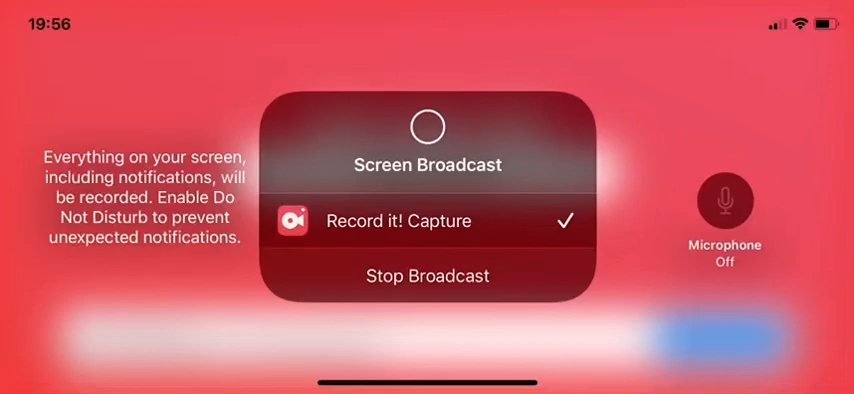 19:56
Everything on your screen,
including notifications, will
be recorded. Enable Do
Not Disturb to prevent
unexpected notifications.
Screen Broadcast
Record it! Capture
Stop Broadcast
Microphone
Off